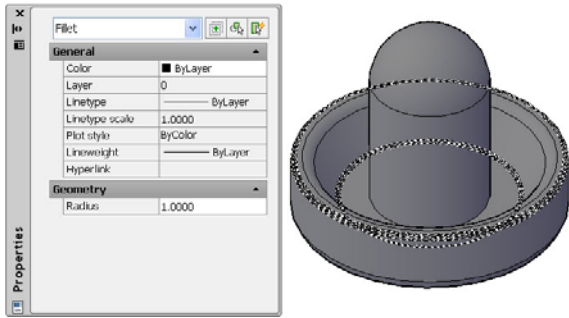 Fillet
General
Color ByLayer
Layer 0
Linetype ByLayer
Linetype scale 1.0000
Plot style ByColor
Lineweight ByLayer
Hyperlink
Geometry
Radius 1.0000
Properties